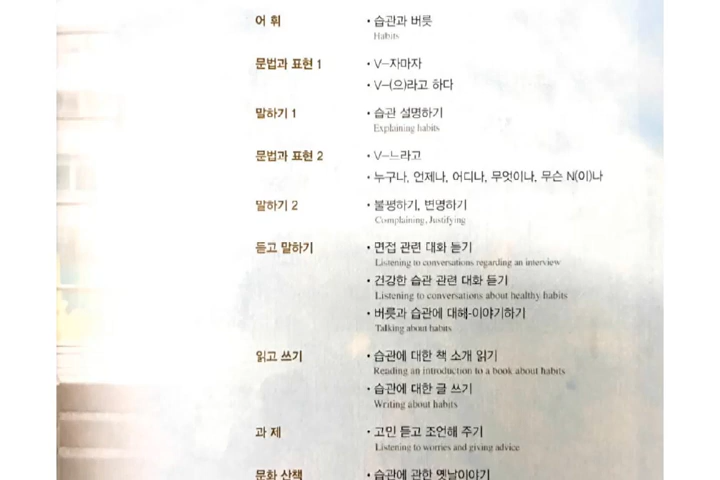 어 휘
• 습관과 버릇
Habits
문법과 표현 1
• V-자마자
• V-(으)라고 하다
말하기 1
• 습관 설명하기
Explaining habits
문법과 표현 2
• V-느라고
• 누구나, 언제나, 어디나, 무엇이나, 무슨 N(이)나
말하기 2
• 불평하기, 변명하기
Complaining, Justifying
듣고 말하기
• 면접 관련 대화 듣기
Listening to conversations regarding an interview
• 건강한 습관 관련 대화 듣기
Listening to conversations about healthy habits
• 버릇과 습관에 대해 이야기하기
Talking about habits
읽고 쓰기
• 습관에 대한 책 소개 읽기
Reading an introduction to a book about habits
• 습관에 대한 글 쓰기
Writing about habits
과 제
• 고민 듣고 조언해 주기
Listening to worries and giving advice
문화 산책
• 습관에 관한 옛날이야기